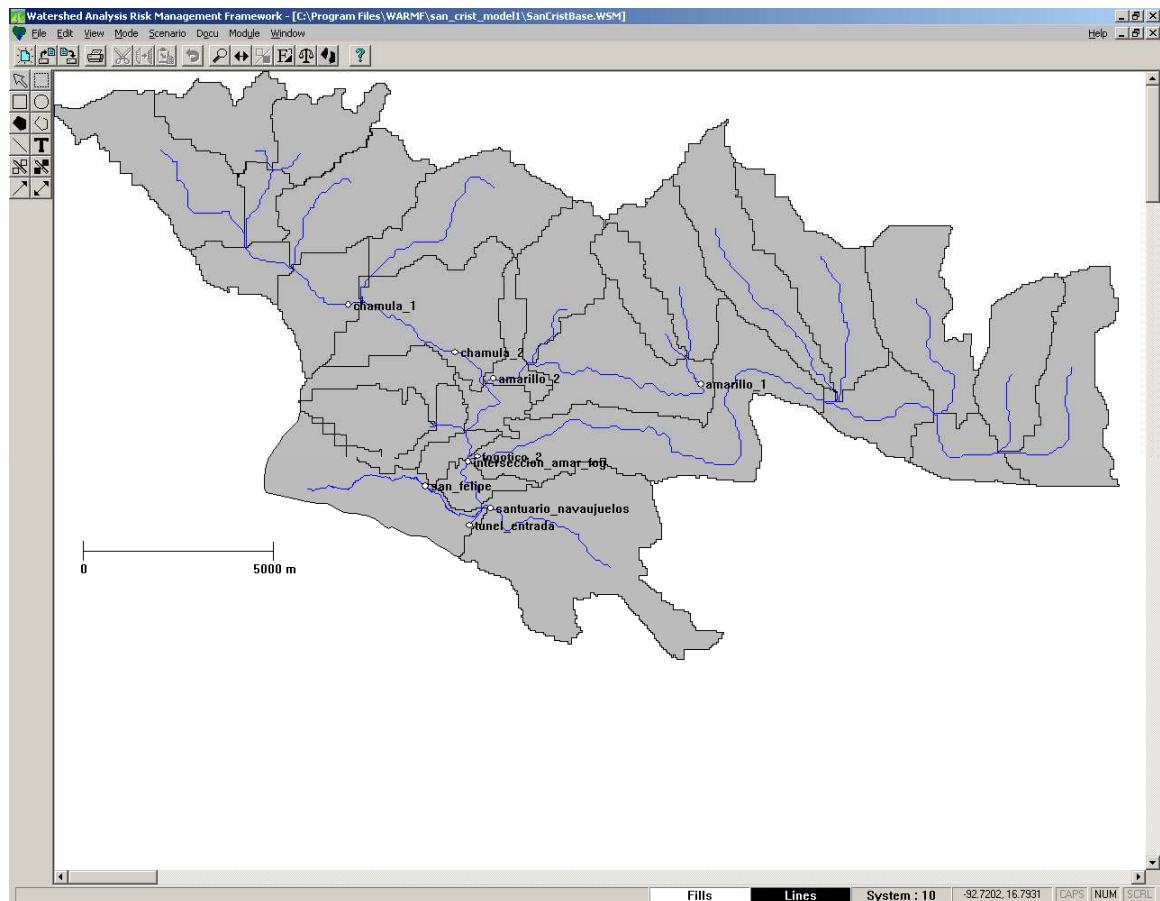 Watershed Analysis Risk Management Framework - [C:\Program Files\WARMF\san_crist_model1\SanCristBase.WSM]
File Edit View Mode Scenario Docu Module Window Help
chamula_1
chamula_2
amarillo_2
amarillo_1
fogotico_2
interseccion_amar_fog
san_felipe
santuario_navaujuelos
tunel_entrada
0 5000 m
Fills Lines System : 10 -92.7202, 16.7931 CAPS NUM SCRL